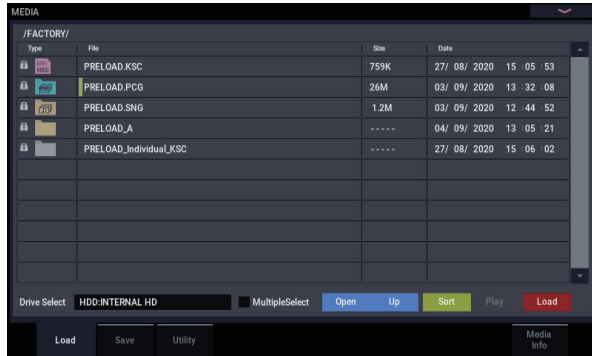 MEDIA
/FACTORY/
Type File Size Date
KSC PRELOAD.KSC 759K 27/ 08/ 2020 15 :05 :53
PRELOAD.PCG 26M 03/ 09/ 2020 13 :32 :08
PRELOAD.SNG 1.2M 03/ 09/ 2020 12 :44 :52
PRELOAD_A ----- 04/ 09/ 2020 13 :05 :21
PRELOAD_Individual_KSC ----- 27/ 08/ 2020 15 :06 :02
Drive Select HDD:INTERNAL HD MultipleSelect Open Up Sort Play Load
Load Save Utility Media
Info